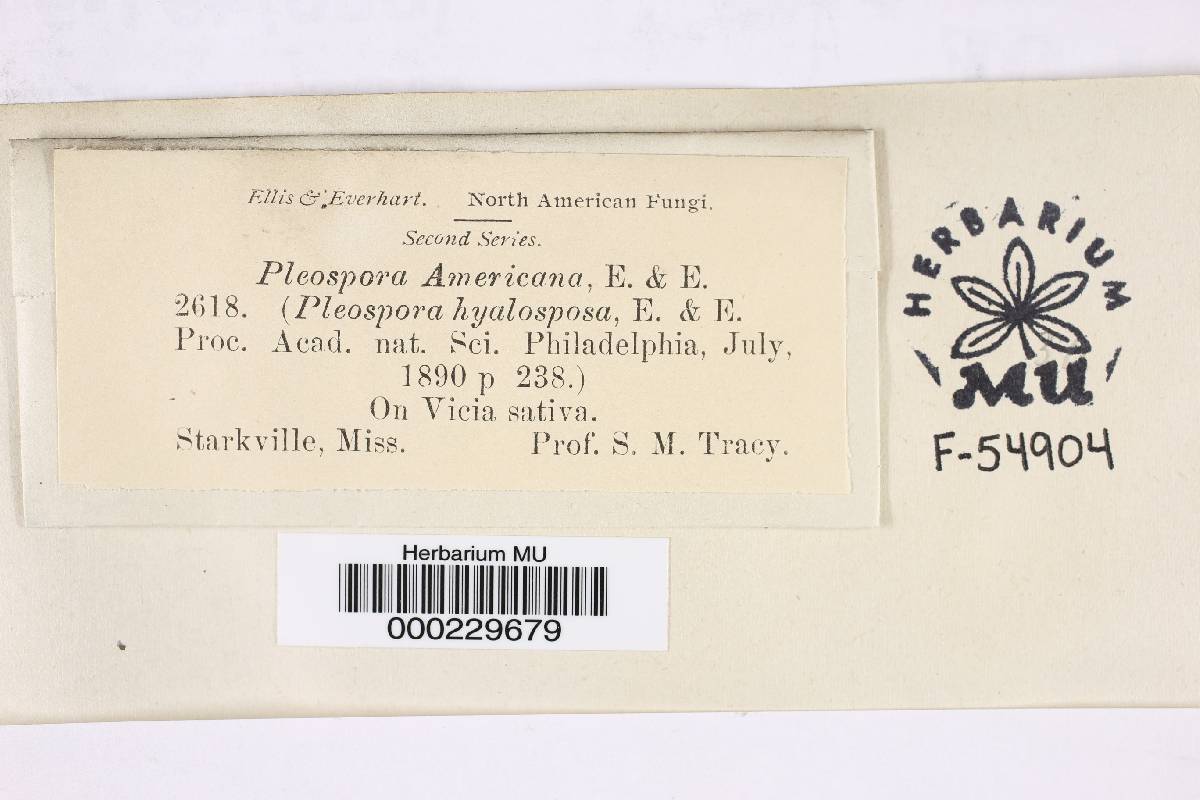 Ellis & Everhart. North American Fungi.
Second Series.
Pleospora Americana, E. & E.
2618. (Pleospora hyalosposa, E. & E.
Proc. Acad. nat. Sci. Philadelphia, July,
1890 p 238.)
On Vicia sativa.
Starkville, Miss. Prof. S. M. Tracy.
HERBARIUM
MU
F-54904
Herbarium MU
000229679